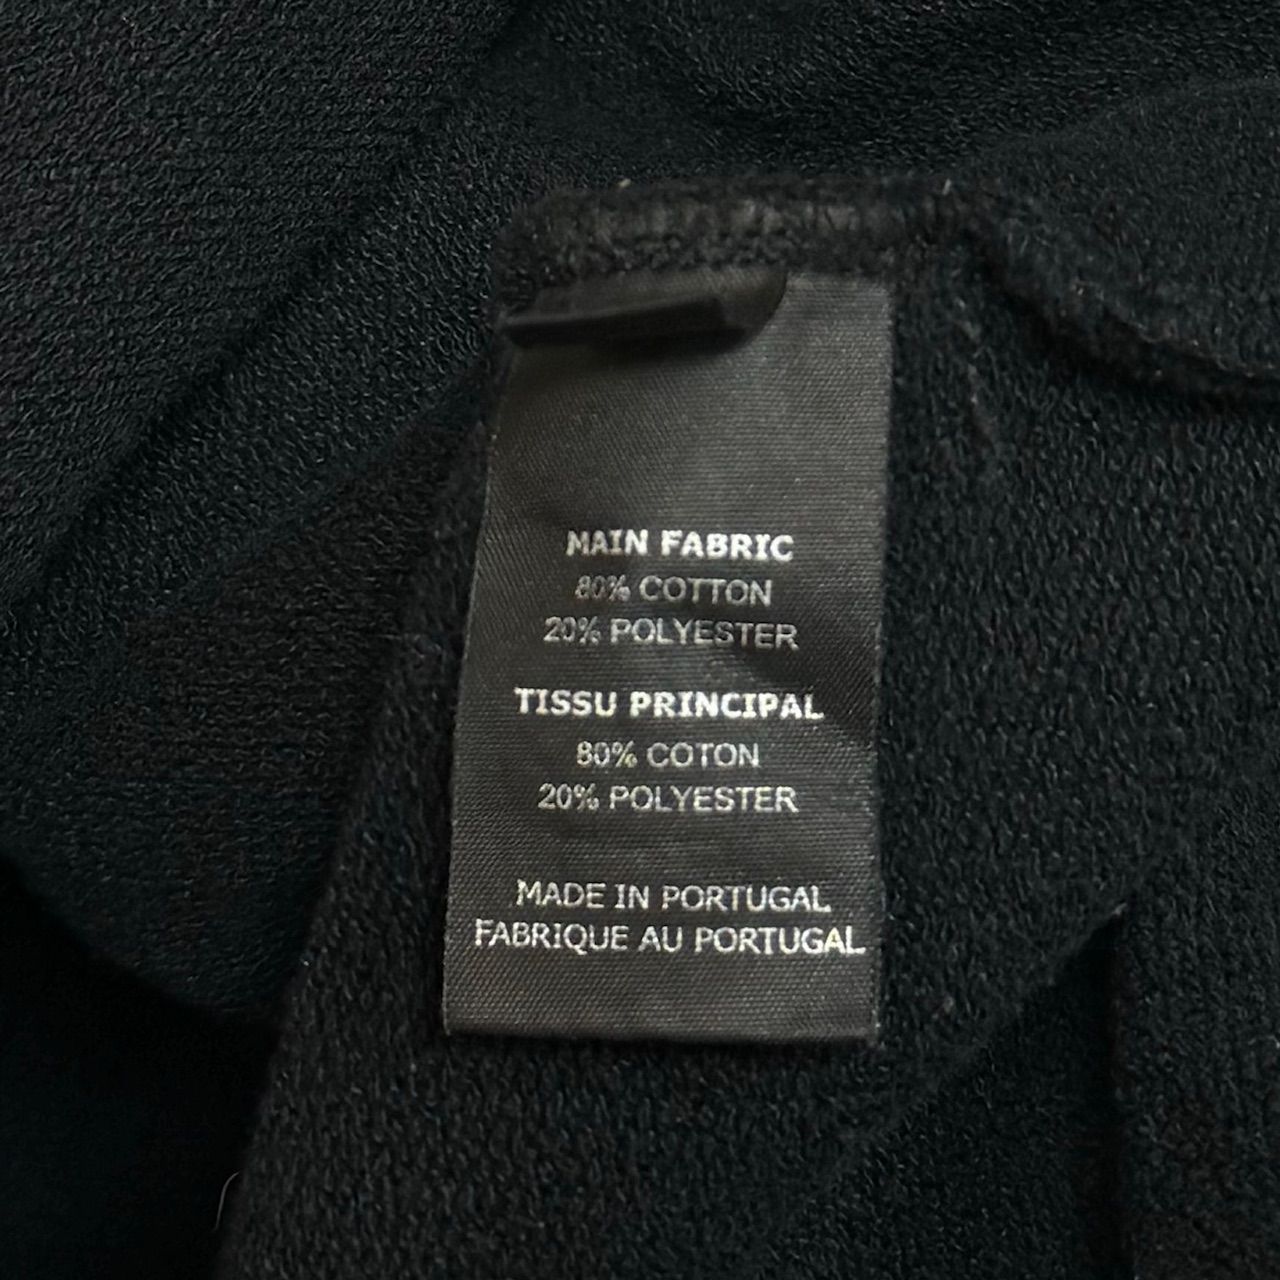 MAIN FABRIC
80% COTTON
20% POLYESTER
TISSU PRINCIPAL
80% COTON
20% POLYESTER
MADE IN PORTUGAL
FABRIQUE AU PORTUGAL